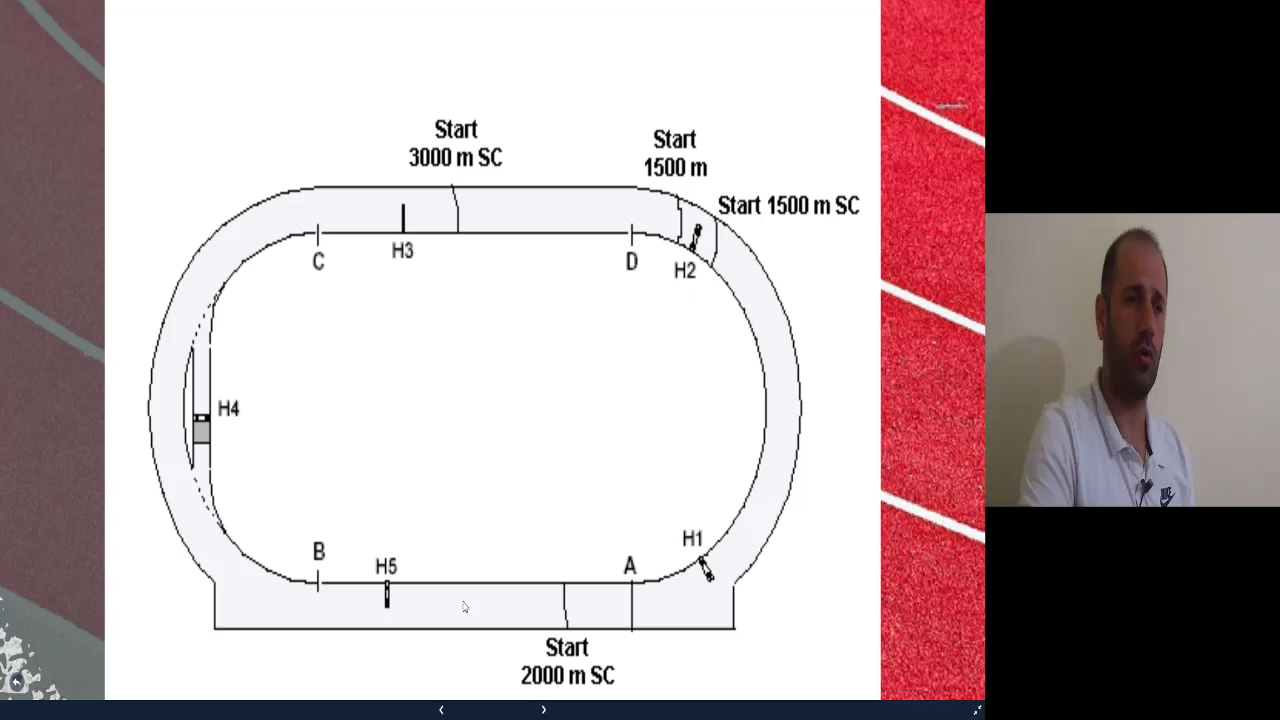 Start
3000 m SC
Start
1500 m
Start 1500 m SC
C
H3
D
H2
H4
B
H5
A
H1
Start
2000 m SC